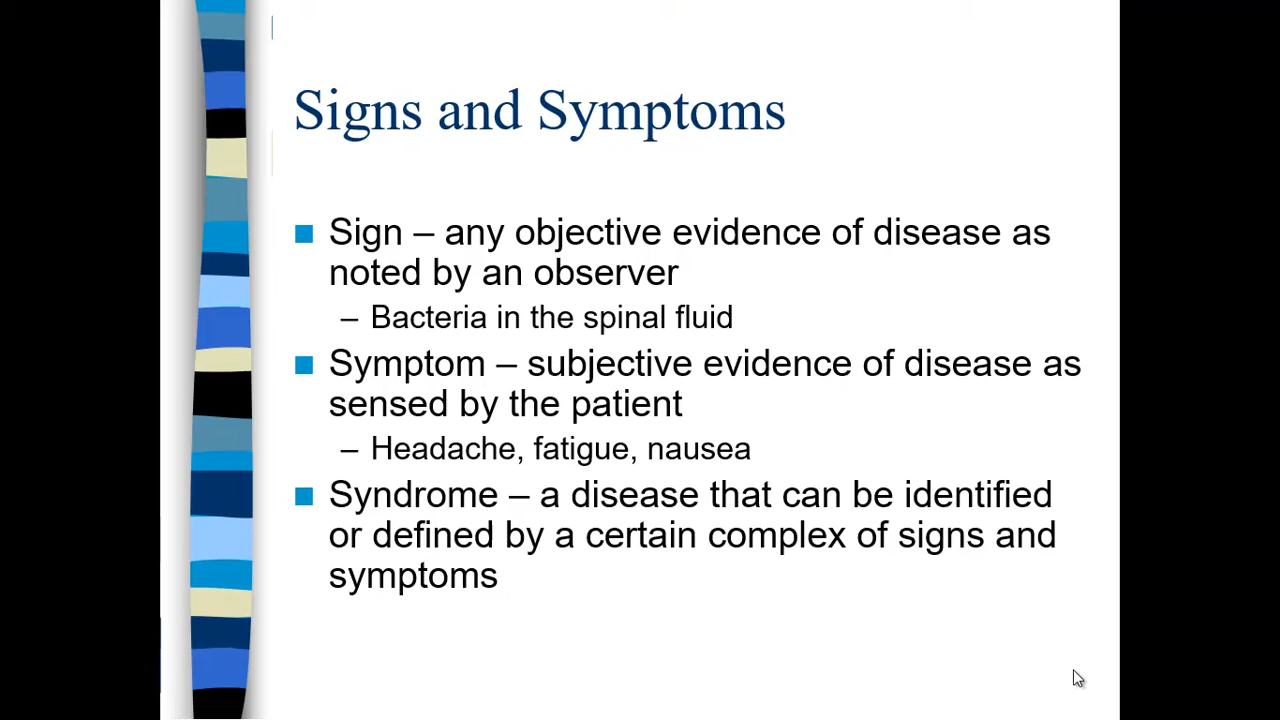 Signs and Symptoms
Sign – any objective evidence of disease as
noted by an observer
– Bacteria in the spinal fluid
Symptom – subjective evidence of disease as
sensed by the patient
– Headache, fatigue, nausea
Syndrome – a disease that can be identified
or defined by a certain complex of signs and
symptoms